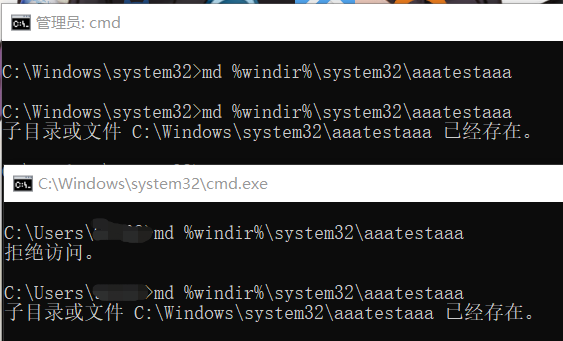 管理员: cmd
C:\Windows\system32>md %windir%\system32\aaatestaaa
C:\Windows\system32>md %windir%\system32\aaatestaaa
子目录或文件 C:\Windows\system32\aaatestaaa 已经存在。
C:\Windows\system32\cmd.exe
C:\Users\ md %windir%\system32\aaatestaaa
拒绝访问。
C:\Users\ >md %windir%\system32\aaatestaaa
子目录或文件 C:\Windows\system32\aaatestaaa 已经存在。